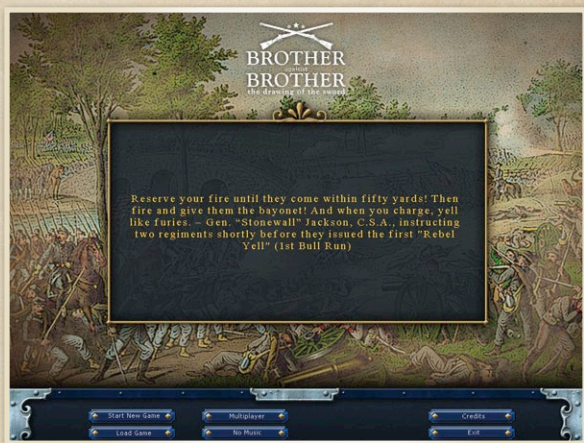 BROTHER
against
BROTHER
the drawing of the sword
Reserve your fire until they come within fifty yards! Then
fire and give them the bayonet! And when you charge, yell
like furies. – Gen. "Stonewall" Jackson, C.S.A., instructing
two regiments shortly before they issued the first "Rebel
Yell" (1st Bull Run)
Start New Game
Multiplayer
Credits
Load Game
No Music
Exit